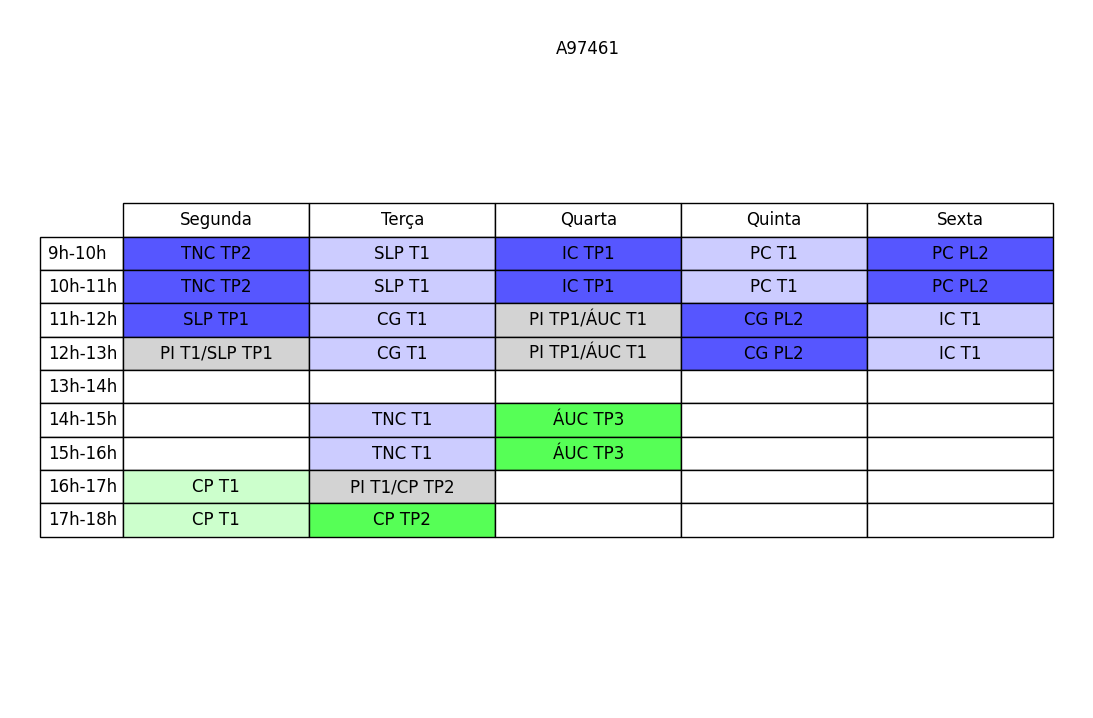 A97461
Segunda Terça Quarta Quinta Sexta
9h-10h TNC TP2 SLP T1 IC TP1 PC T1 PC PL2
10h-11h TNC TP2 SLP T1 IC TP1 PC T1 PC PL2
11h-12h SLP TP1 CG T1 PI TP1/ÁUC T1 CG PL2 IC T1
12h-13h PI T1/SLP TP1 CG T1 PI TP1/ÁUC T1 CG PL2 IC T1
13h-14h
14h-15h TNC T1 ÁUC TP3
15h-16h TNC T1 ÁUC TP3
16h-17h CP T1 PI T1/CP TP2
17h-18h CP T1 CP TP2